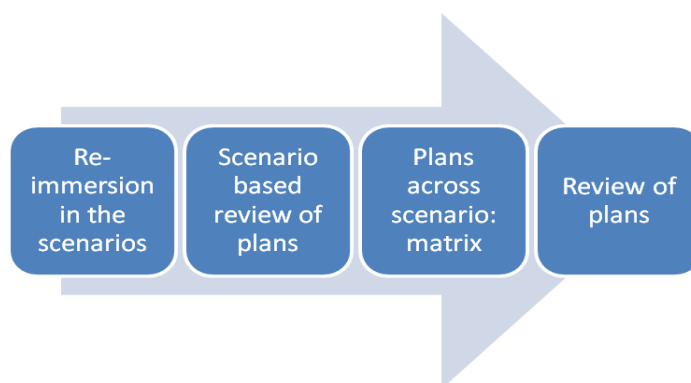 Re-
immersion
in the
scenarios
Scenario
based
review of
plans
Plans
across
scenario:
matrix
Review of
plans